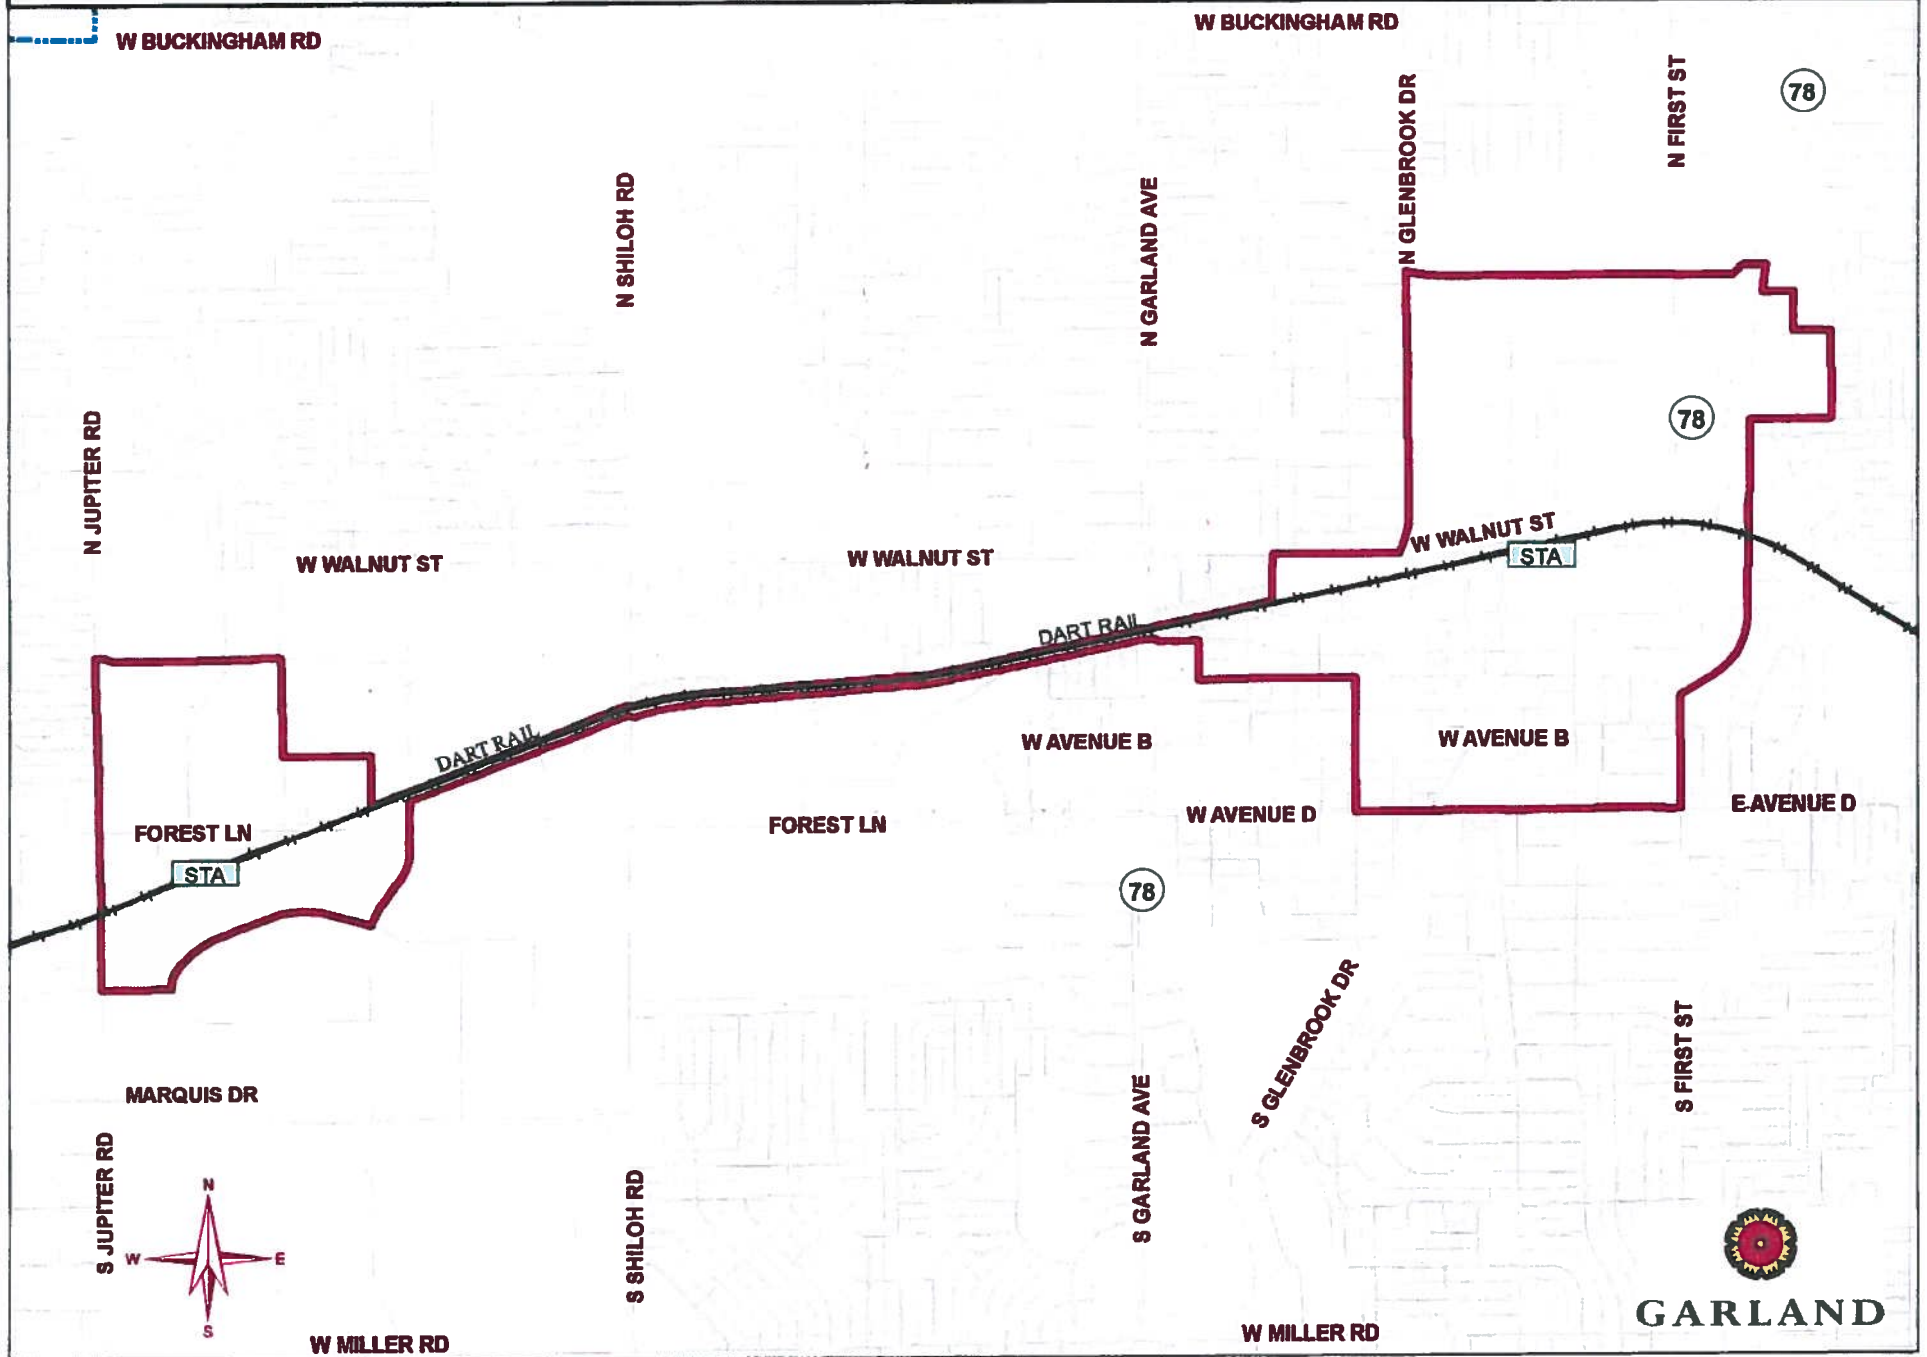 W BUCKINGHAM RD
W BUCKINGHAM RD
78
N FIRST ST
N GLENBROOK DR
N SHILOH RD
N GARLAND AVE
78
N JUPITER RD
W WALNUT ST
W WALNUT ST
W WALNUT ST
STA
DART RAIL
DART RAIL
W AVENUE B
W AVENUE B
FOREST LN
FOREST LN
W AVENUE D
E AVENUE D
STA
78
S GLENBROOK DR
S FIRST ST
MARQUIS DR
S JUPITER RD
S SHILOH RD
S GARLAND AVE
N
W
E
S
GARLAND
W MILLER RD
W MILLER RD